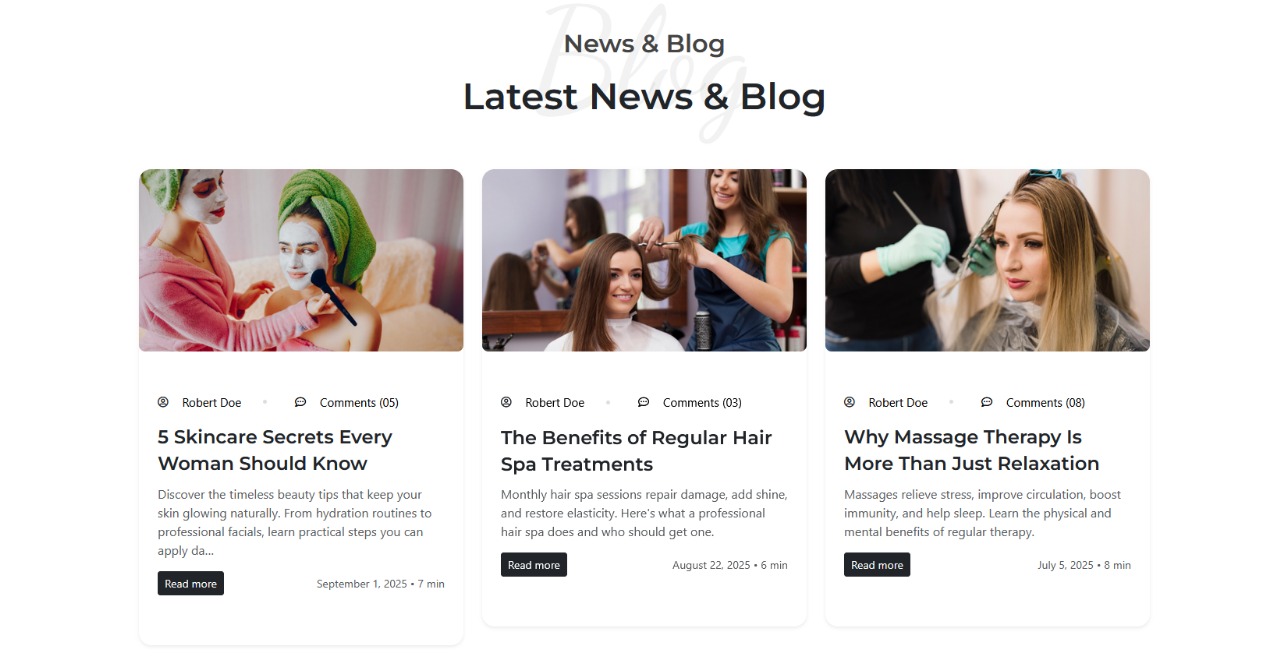 Blog
News & Blog
Latest News & Blog
Robert Doe
Comments (05)
5 Skincare Secrets Every
Woman Should Know
Discover the timeless beauty tips that keep your
skin glowing naturally. From hydration routines to
professional facials, learn practical steps you can
apply da...
Read more
September 1, 2025 • 7 min
Robert Doe
Comments (03)
The Benefits of Regular Hair
Spa Treatments
Monthly hair spa sessions repair damage, add shine,
and restore elasticity. Here's what a professional
hair spa does and who should get one.
Read more
August 22, 2025 • 6 min
Robert Doe
Comments (08)
Why Massage Therapy Is
More Than Just Relaxation
Massages relieve stress, improve circulation, boost
immunity, and help sleep. Learn the physical and
mental benefits of regular therapy.
Read more
July 5, 2025 • 8 min